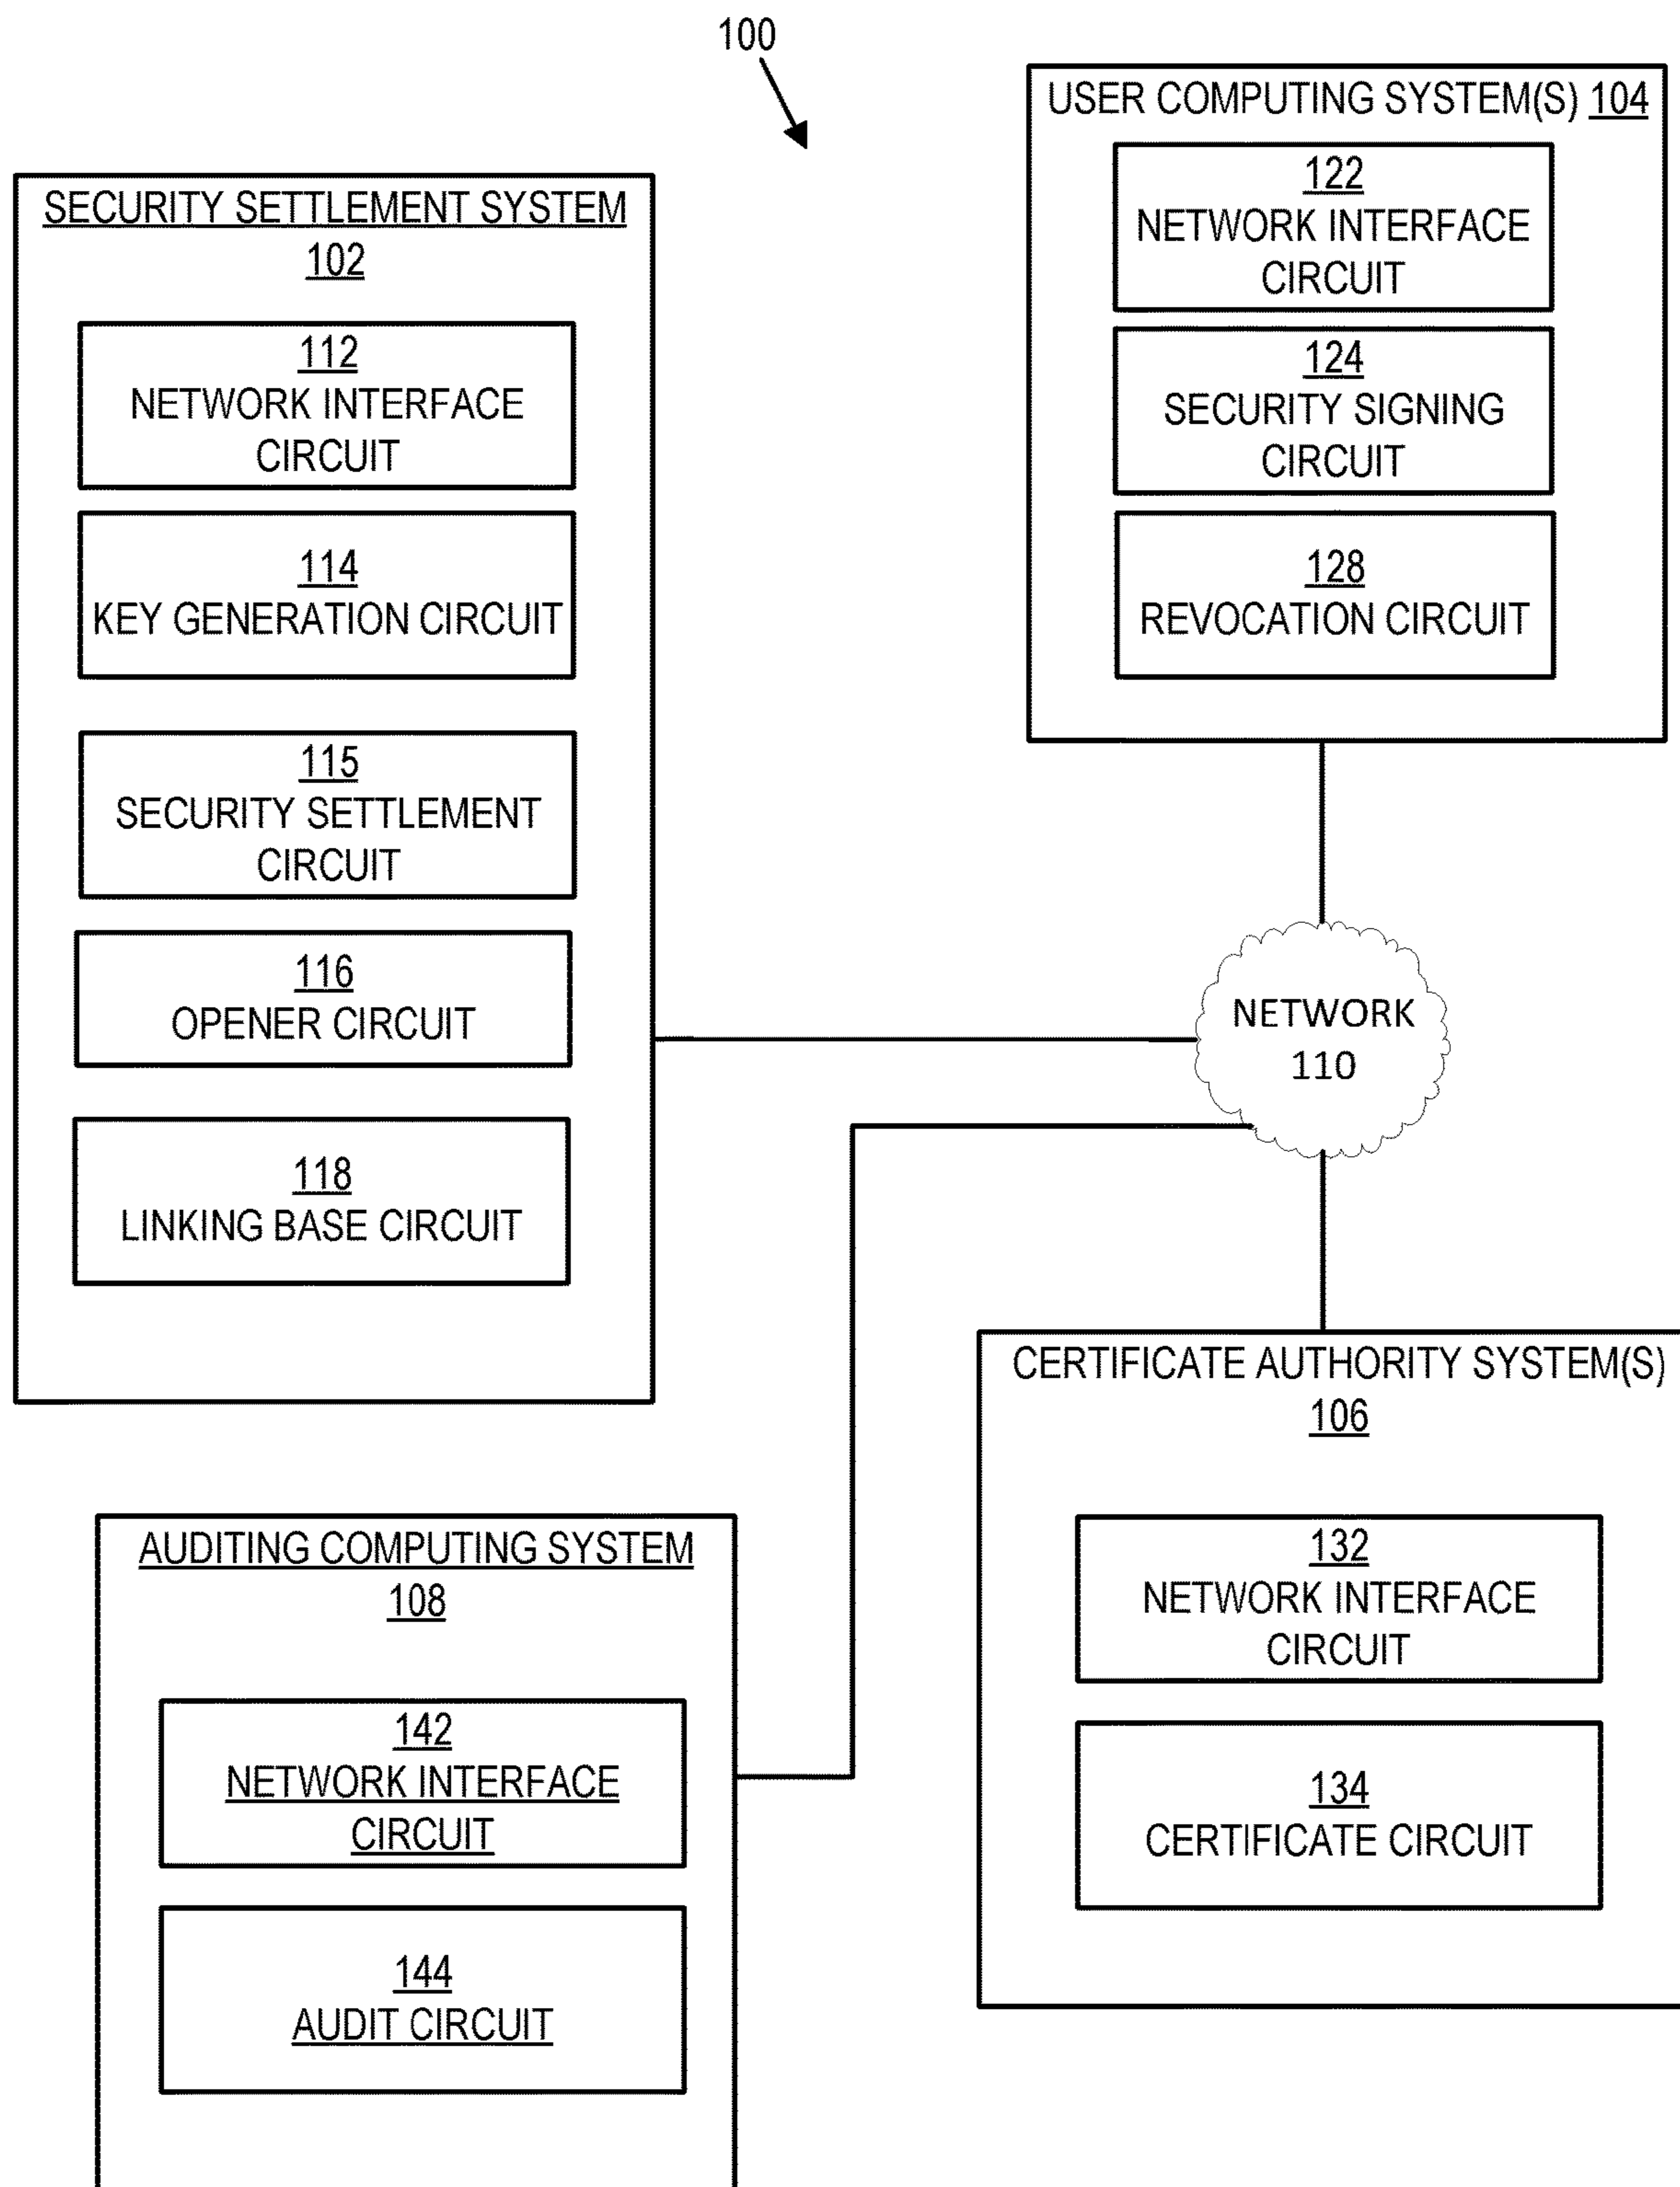 100
SECURITY SETTLEMENT SYSTEM
102
112
NETWORK INTERFACE
CIRCUIT
114
KEY GENERATION CIRCUIT
115
SECURITY SETTLEMENT
CIRCUIT
116
OPENER CIRCUIT
118
LINKING BASE CIRCUIT
USER COMPUTING SYSTEM(S) 104
122
NETWORK INTERFACE
CIRCUIT
124
SECURITY SIGNING
CIRCUIT
128
REVOCATION CIRCUIT
NETWORK
110
AUDITING COMPUTING SYSTEM
108
142
NETWORK INTERFACE
CIRCUIT
144
AUDIT CIRCUIT
CERTIFICATE AUTHORITY SYSTEM(S)
106
132
NETWORK INTERFACE
CIRCUIT
134
CERTIFICATE CIRCUIT